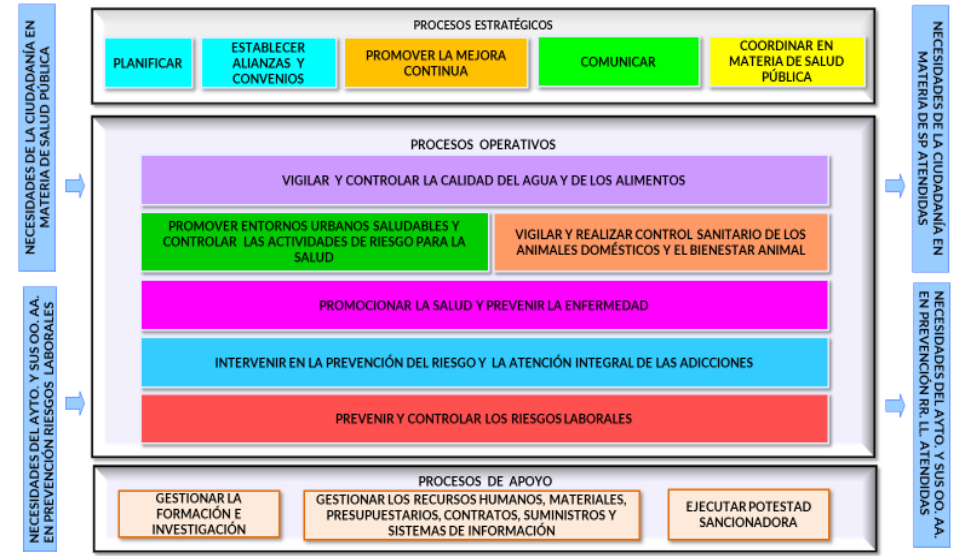 NECESIDADES DE LA CIUDADANÍA EN
MATERIA DE SALUD PÚBLICA
NECESIDADES DEL AYTO. Y SUS OO. AA.
EN PREVENCIÓN RIESGOS LABORALES
PROCESOS ESTRATÉGICOS
PLANIFICAR
ESTABLECER
ALIANZAS Y
CONVENIOS
PROMOVER LA MEJORA
CONTINUA
COMUNICAR
COORDINAR EN
MATERIA DE SALUD
PÚBLICA
PROCESOS OPERATIVOS
VIGILAR Y CONTROLAR LA CALIDAD DEL AGUA Y DE LOS ALIMENTOS
PROMOVER ENTORNOS URBANOS SALUDABLES Y
CONTROLAR LAS ACTIVIDADES DE RIESGO PARA LA
SALUD
VIGILAR Y REALIZAR CONTROL SANITARIO DE LOS
ANIMALES DOMÉSTICOS Y EL BIENESTAR ANIMAL
PROMOCIONAR LA SALUD Y PREVENIR LA ENFERMEDAD
INTERVENIR EN LA PREVENCIÓN DEL RIESGO Y LA ATENCIÓN INTEGRAL DE LAS ADICCIONES
PREVENIR Y CONTROLAR LOS RIESGOS LABORALES
PROCESOS DE APOYO
GESTIONAR LA
FORMACIÓN E
INVESTIGACIÓN
GESTIONAR LOS RECURSOS HUMANOS, MATERIALES,
PRESUPUESTARIOS, CONTRATOS, SUMINISTROS Y
SISTEMAS DE INFORMACIÓN
EJECUTAR POTESTAD
SANCIONADORA
NECESIDADES DE LA CIUDADANÍA EN
MATERIA DE SP ATENDIDAS
NECESIDADES DEL AYTO. Y SUS OO. AA.
EN PREVENCIÓN RR. LL. ATENDIDAS